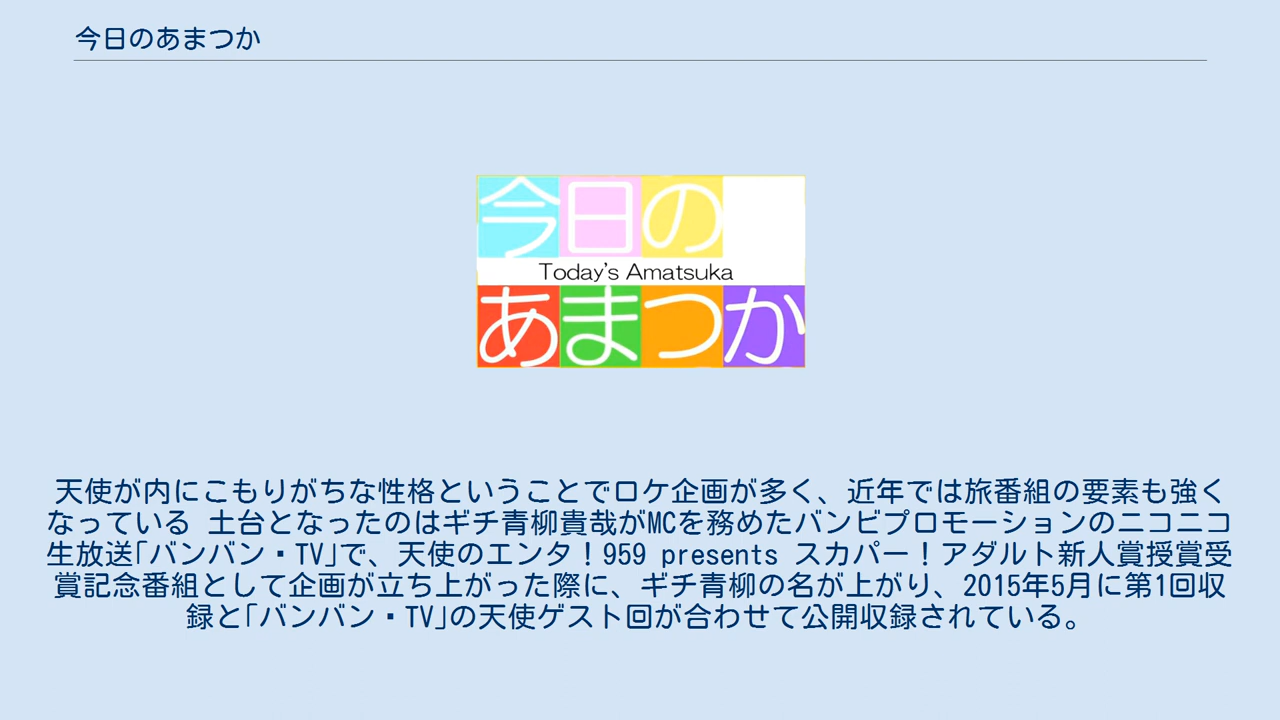 今日のあまつか
今日の
Today's Amatsuka
あまつか
天使が内にこもりがちな性格ということでロケ企画が多く、近年では旅番組の要素も強く
なっている 土台となったのはギチ青柳貴哉がMCを務めたバンビプロモーションのニコニコ
生放送｢バンバン・TV｣で、天使のエンタ！959 presents スカパー！アダルト新人賞授賞受
賞記念番組として企画が立ち上がった際に、ギチ青柳の名が上がり、2015年5月に第1回収
録と｢バンバン・TV｣の天使ゲスト回が合わせて公開収録されている。